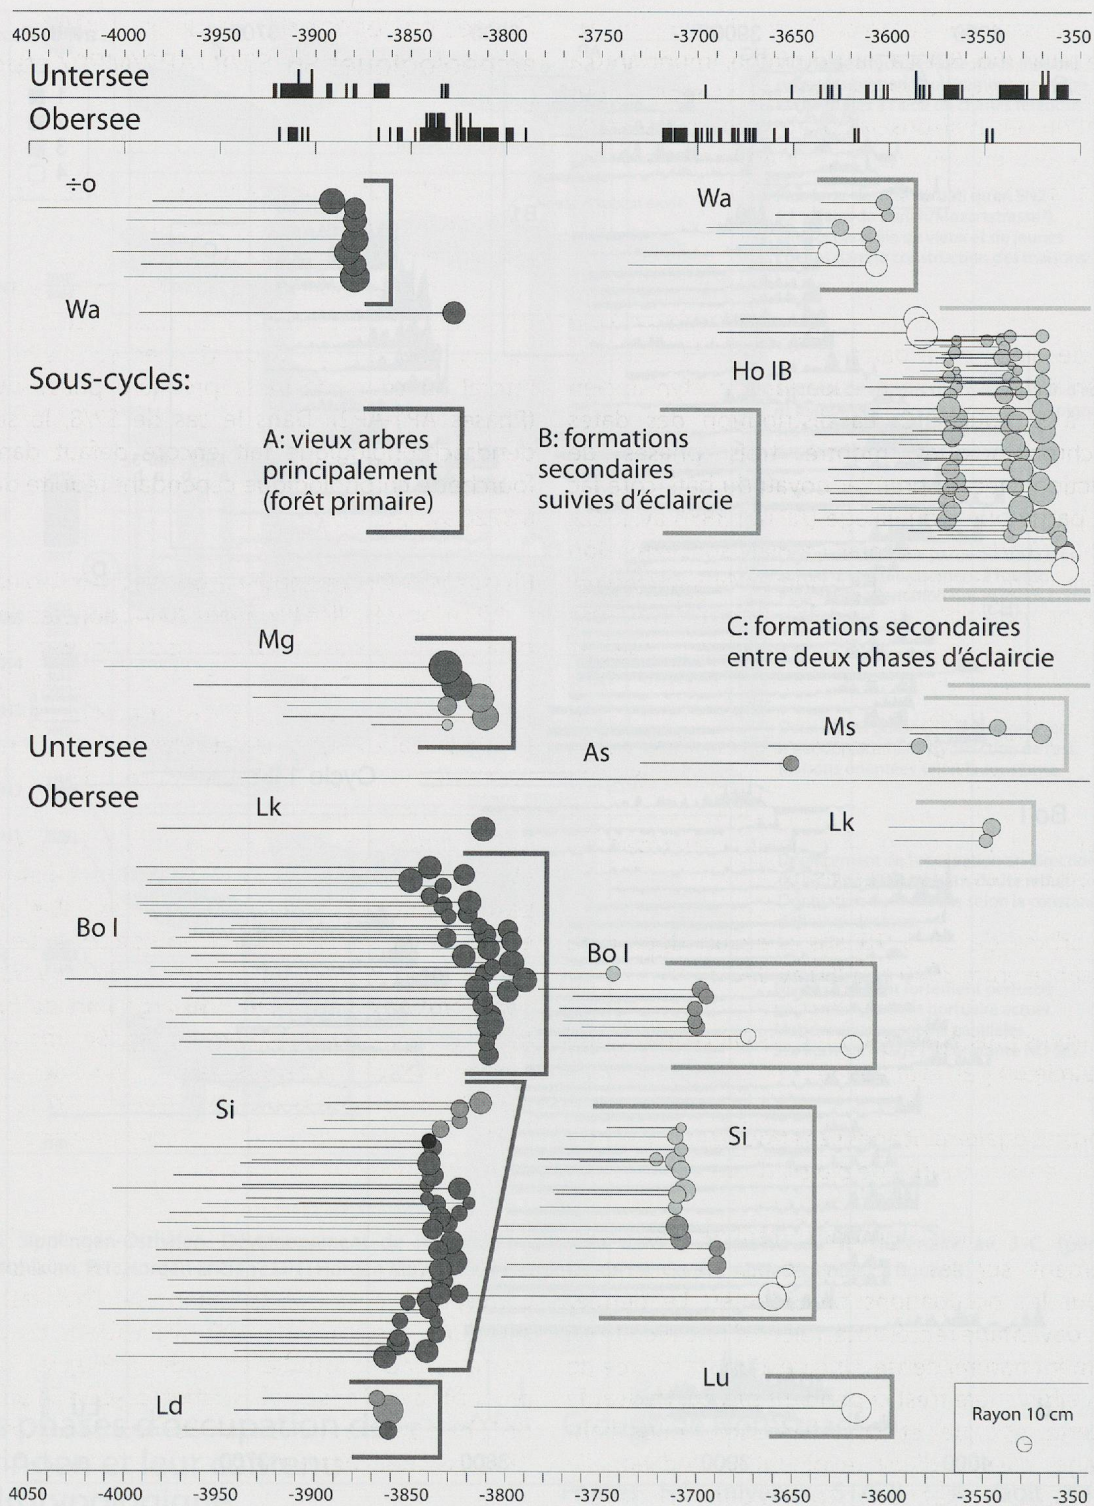 4050 -4000 -3950 -3900 -3850 -3800 -3750 -3700 -3650 -3600 -3550 -350
Untersee
Obersee
÷o
Wa
Wa
Ho IB
Sous-cycles:
A: vieux arbres
principalement
(forêt primaire)
B: formations
secondaires
suivies d'éclaircie
C: formations secondaires
entre deux phases d'éclaircie
Mg
Ms
As
Untersee
Obersee
Lk
Lk
Bo I
Bo I
Si
Si
Ld
Lu
Rayon 10 cm
4050 -4000 -3950 -3900 -3850 -3800 -3750 -3700 -3650 -3600 -3550 -350